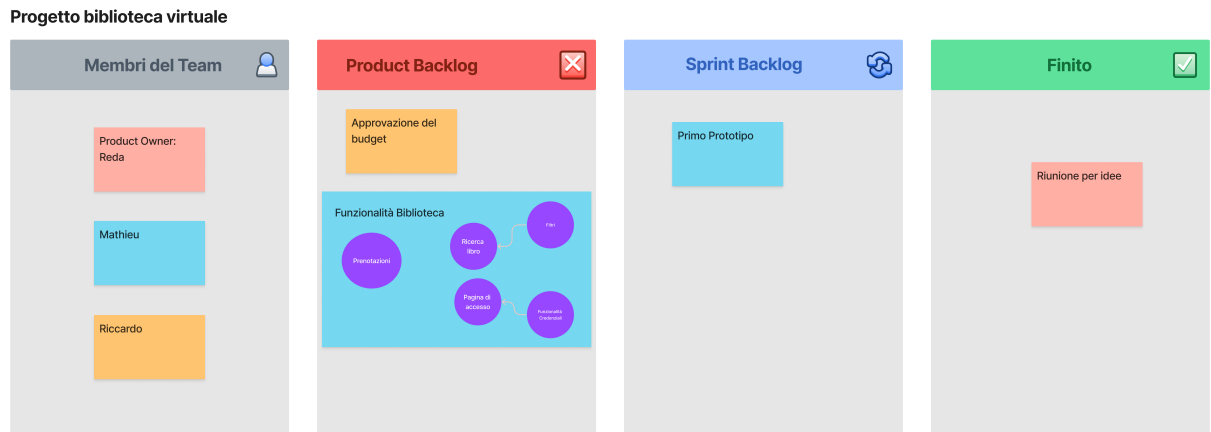 Progetto biblioteca virtuale
Membri del Team
Product Owner:
Reda
Mathieu
Riccardo
Product Backlog
Approvazione del
budget
Funzionalità Biblioteca
Prenotazioni
Ricerca
libro
Filtri
Pagina di
accesso
Funzionalità
Credenziali
Sprint Backlog
Primo Prototipo
Finito
Riunione per idee